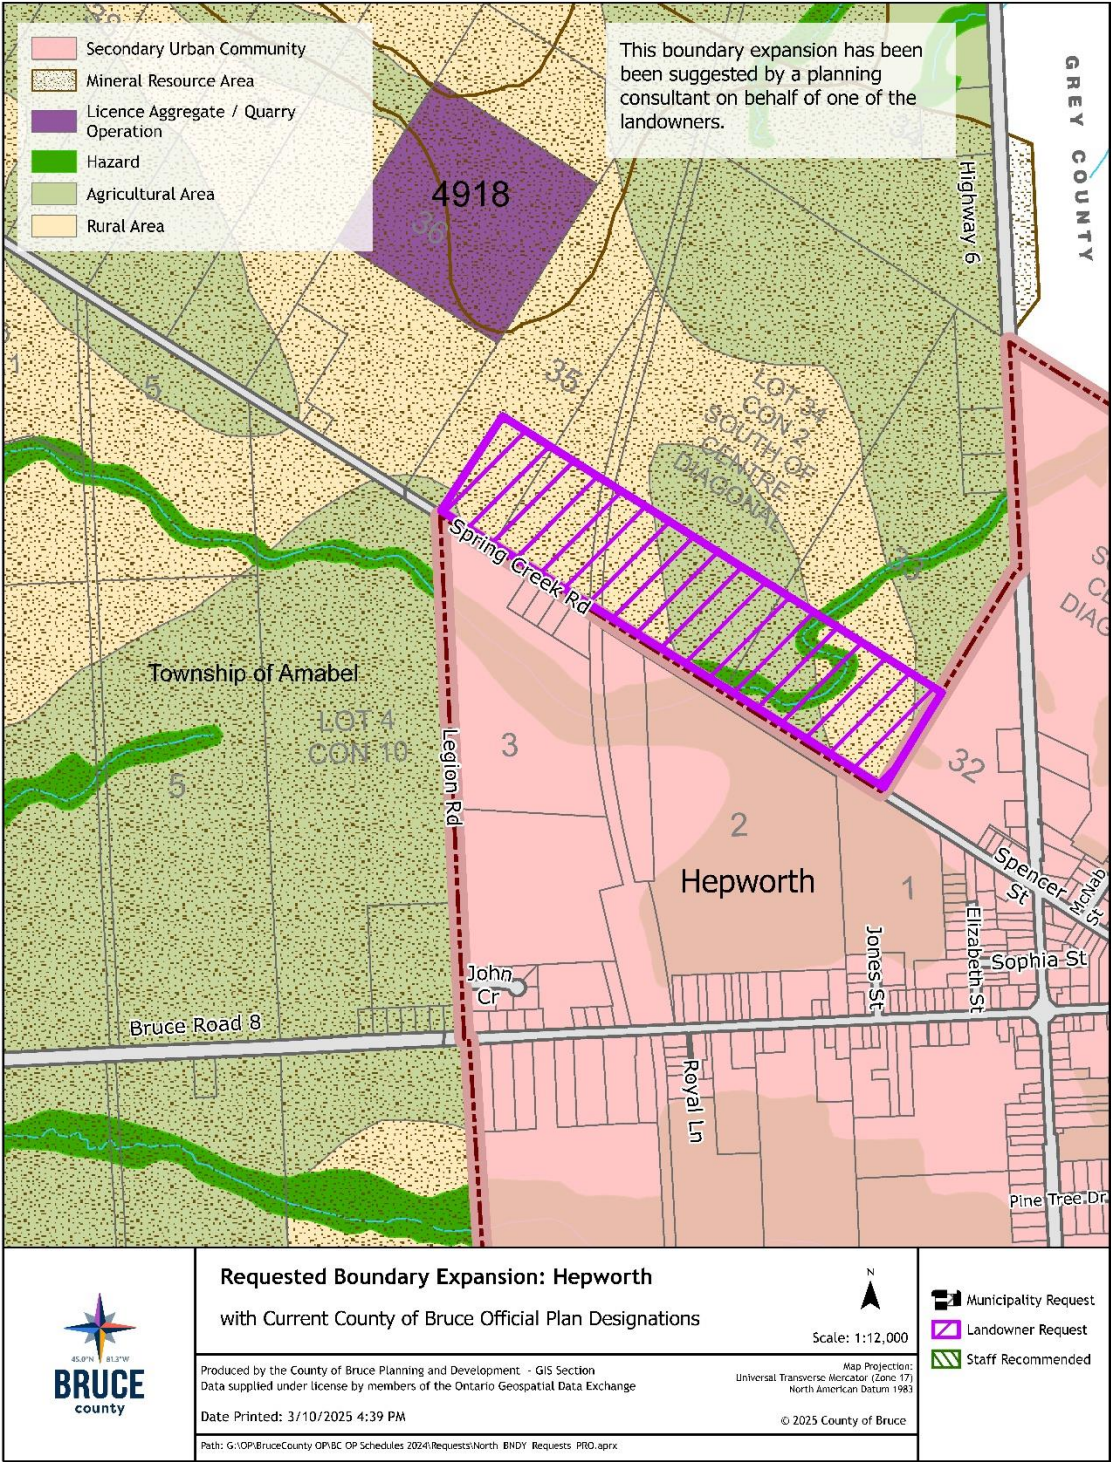 Secondary Urban Community
Mineral Resource Area
Licence Aggregate / Quarry
Operation
Hazard
Agricultural Area
Rural Area
This boundary expansion has been
been suggested by a planning
consultant on behalf of one of the
landowners.
GREY COUNTY
Highway 6
4918
36
35
5
1
LOT 34
CON 2
SOUTH OF
CENTRE
DIAGONAL
33
Spring Creek Rd
Township of Amabel
LOT 4
CON 10
Legion Rd
3
2
1
32
Hepworth
Spencer
St
McNab
St
Elizabeth St
Jones St
Sophia St
John
Cr
Bruce Road 8
Royal Ln
Pine Tree Dr
Requested Boundary Expansion: Hepworth
with Current County of Bruce Official Plan Designations
N
Scale: 1:12,000
Produced by the County of Bruce Planning and Development - GIS Section
Data supplied under license by members of the Ontario Geospatial Data Exchange
Date Printed: 3/10/2025 4:39 PM
Map Projection:
Universal Transverse Mercator (Zone 17)
North American Datum 1983
© 2025 County of Bruce
Path: G:\OP\BruceCounty OP\BC OP Schedules 2024\Requests\North_BNDY_Requests_PRO.aprx
45.0°N 81.3°W
BRUCE
county
Municipality Request
Landowner Request
Staff Recommended